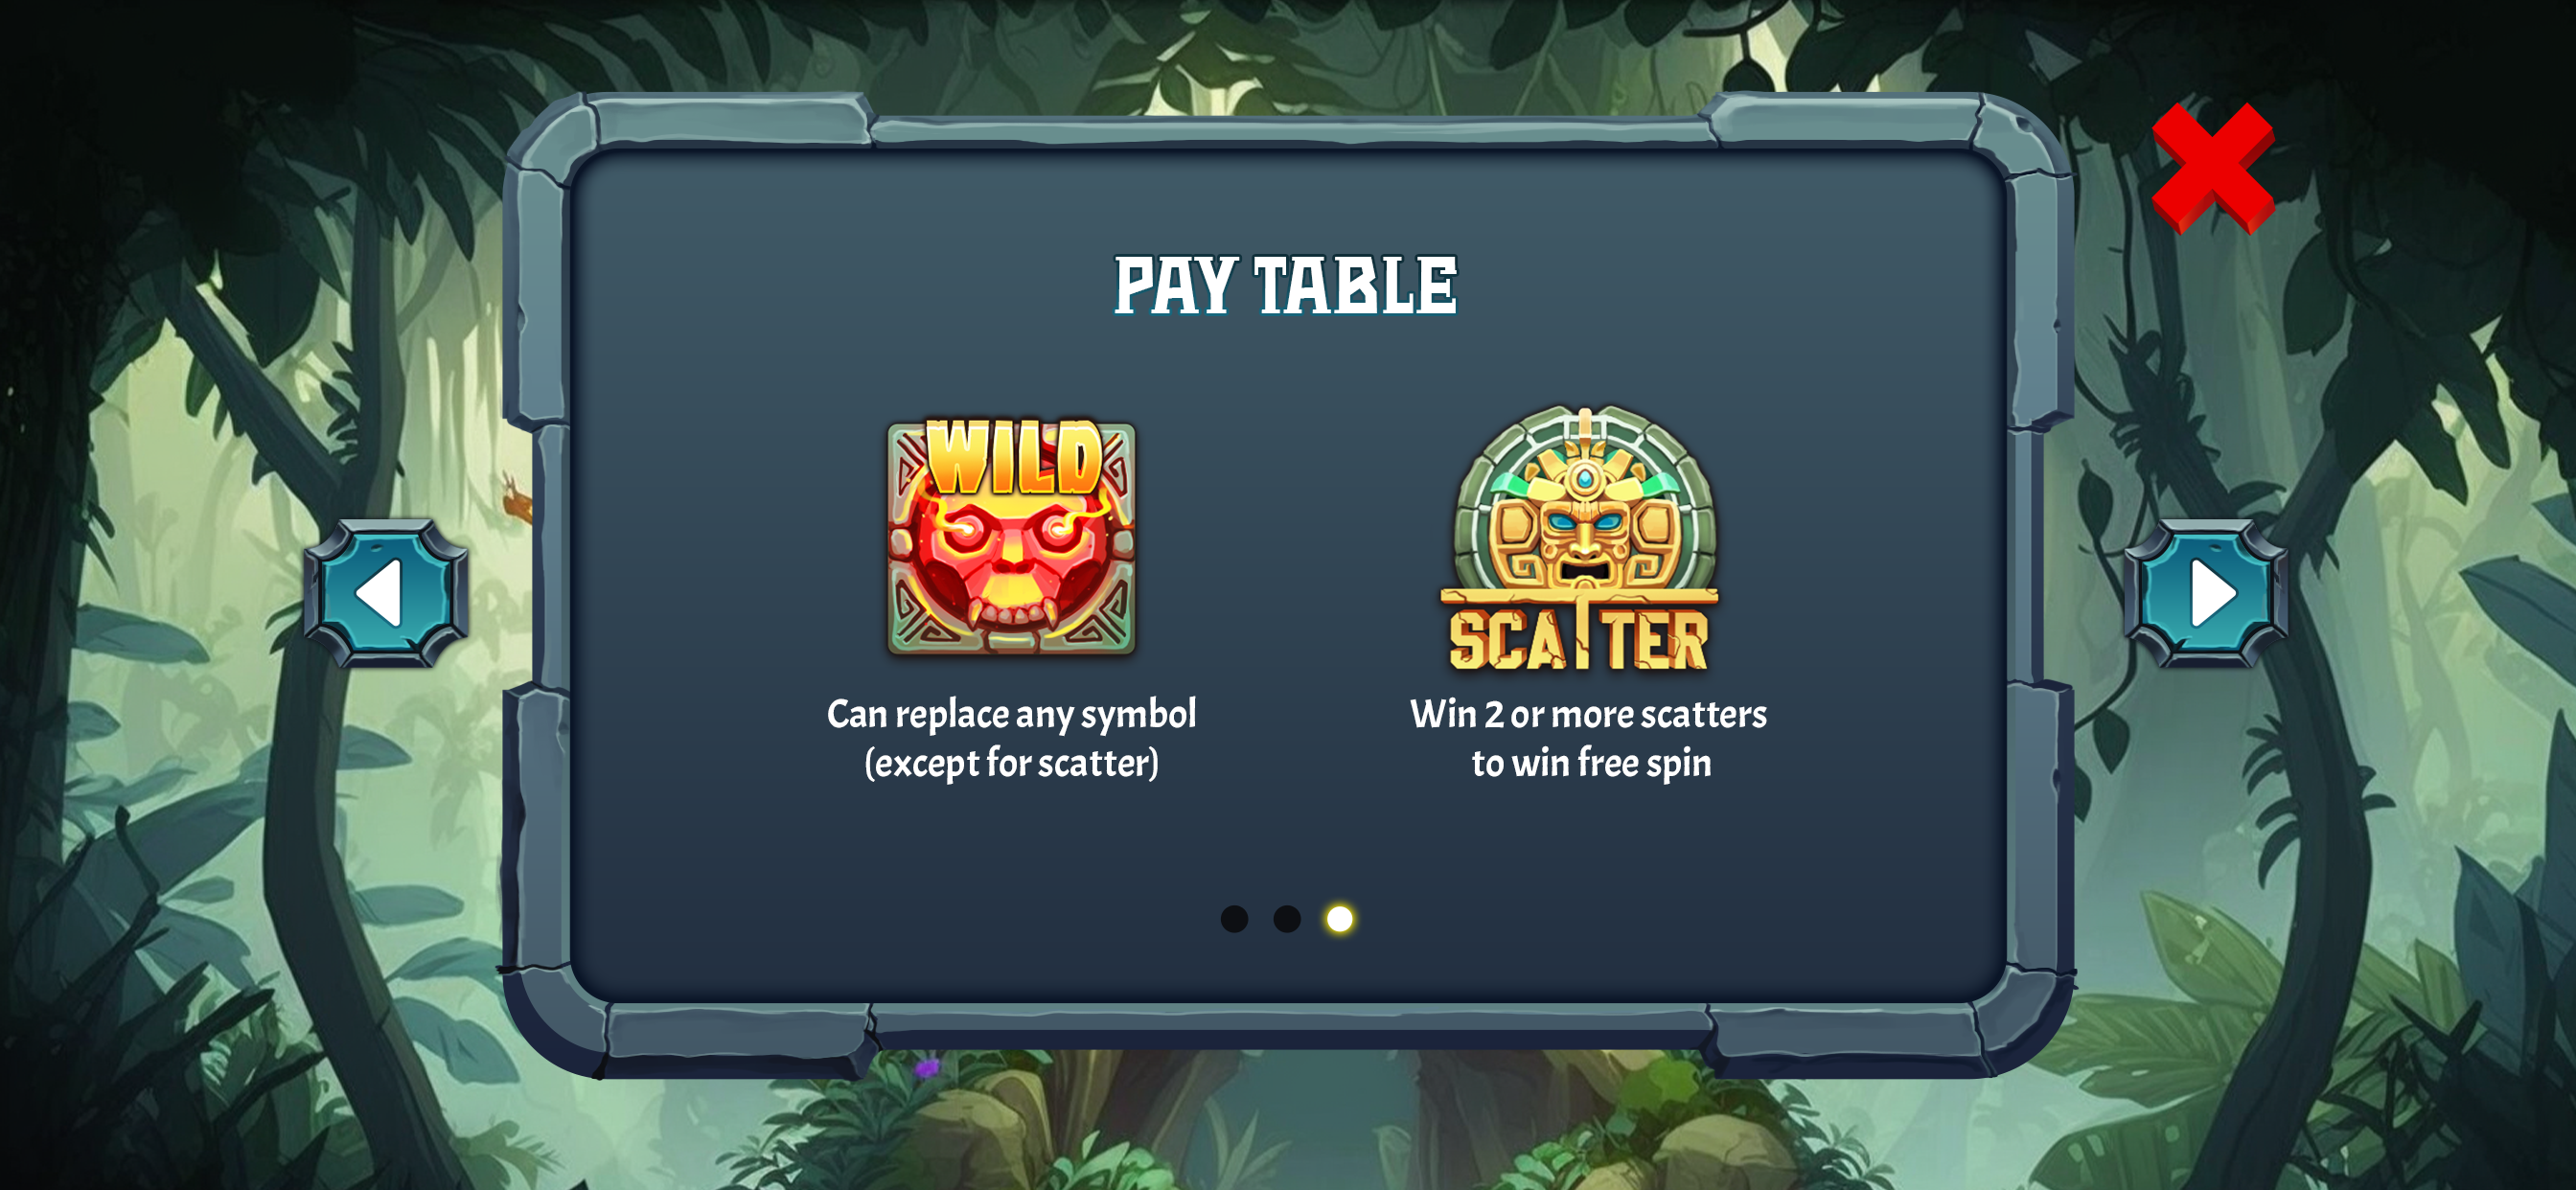 PAY TABLE
WILD
SCATTER
Can replace any symbol
(except for scatter)
Win 2 or more scatters
to win free spin